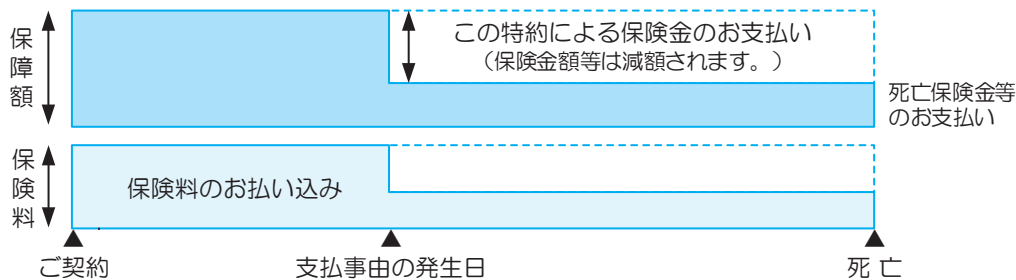 保障額
この特約による保険金のお支払い
（保険金額等は減額されます。）
死亡保険金等
のお支払い
保険料
保険料のお払い込み
ご契約
支払事由の発生日
死 亡